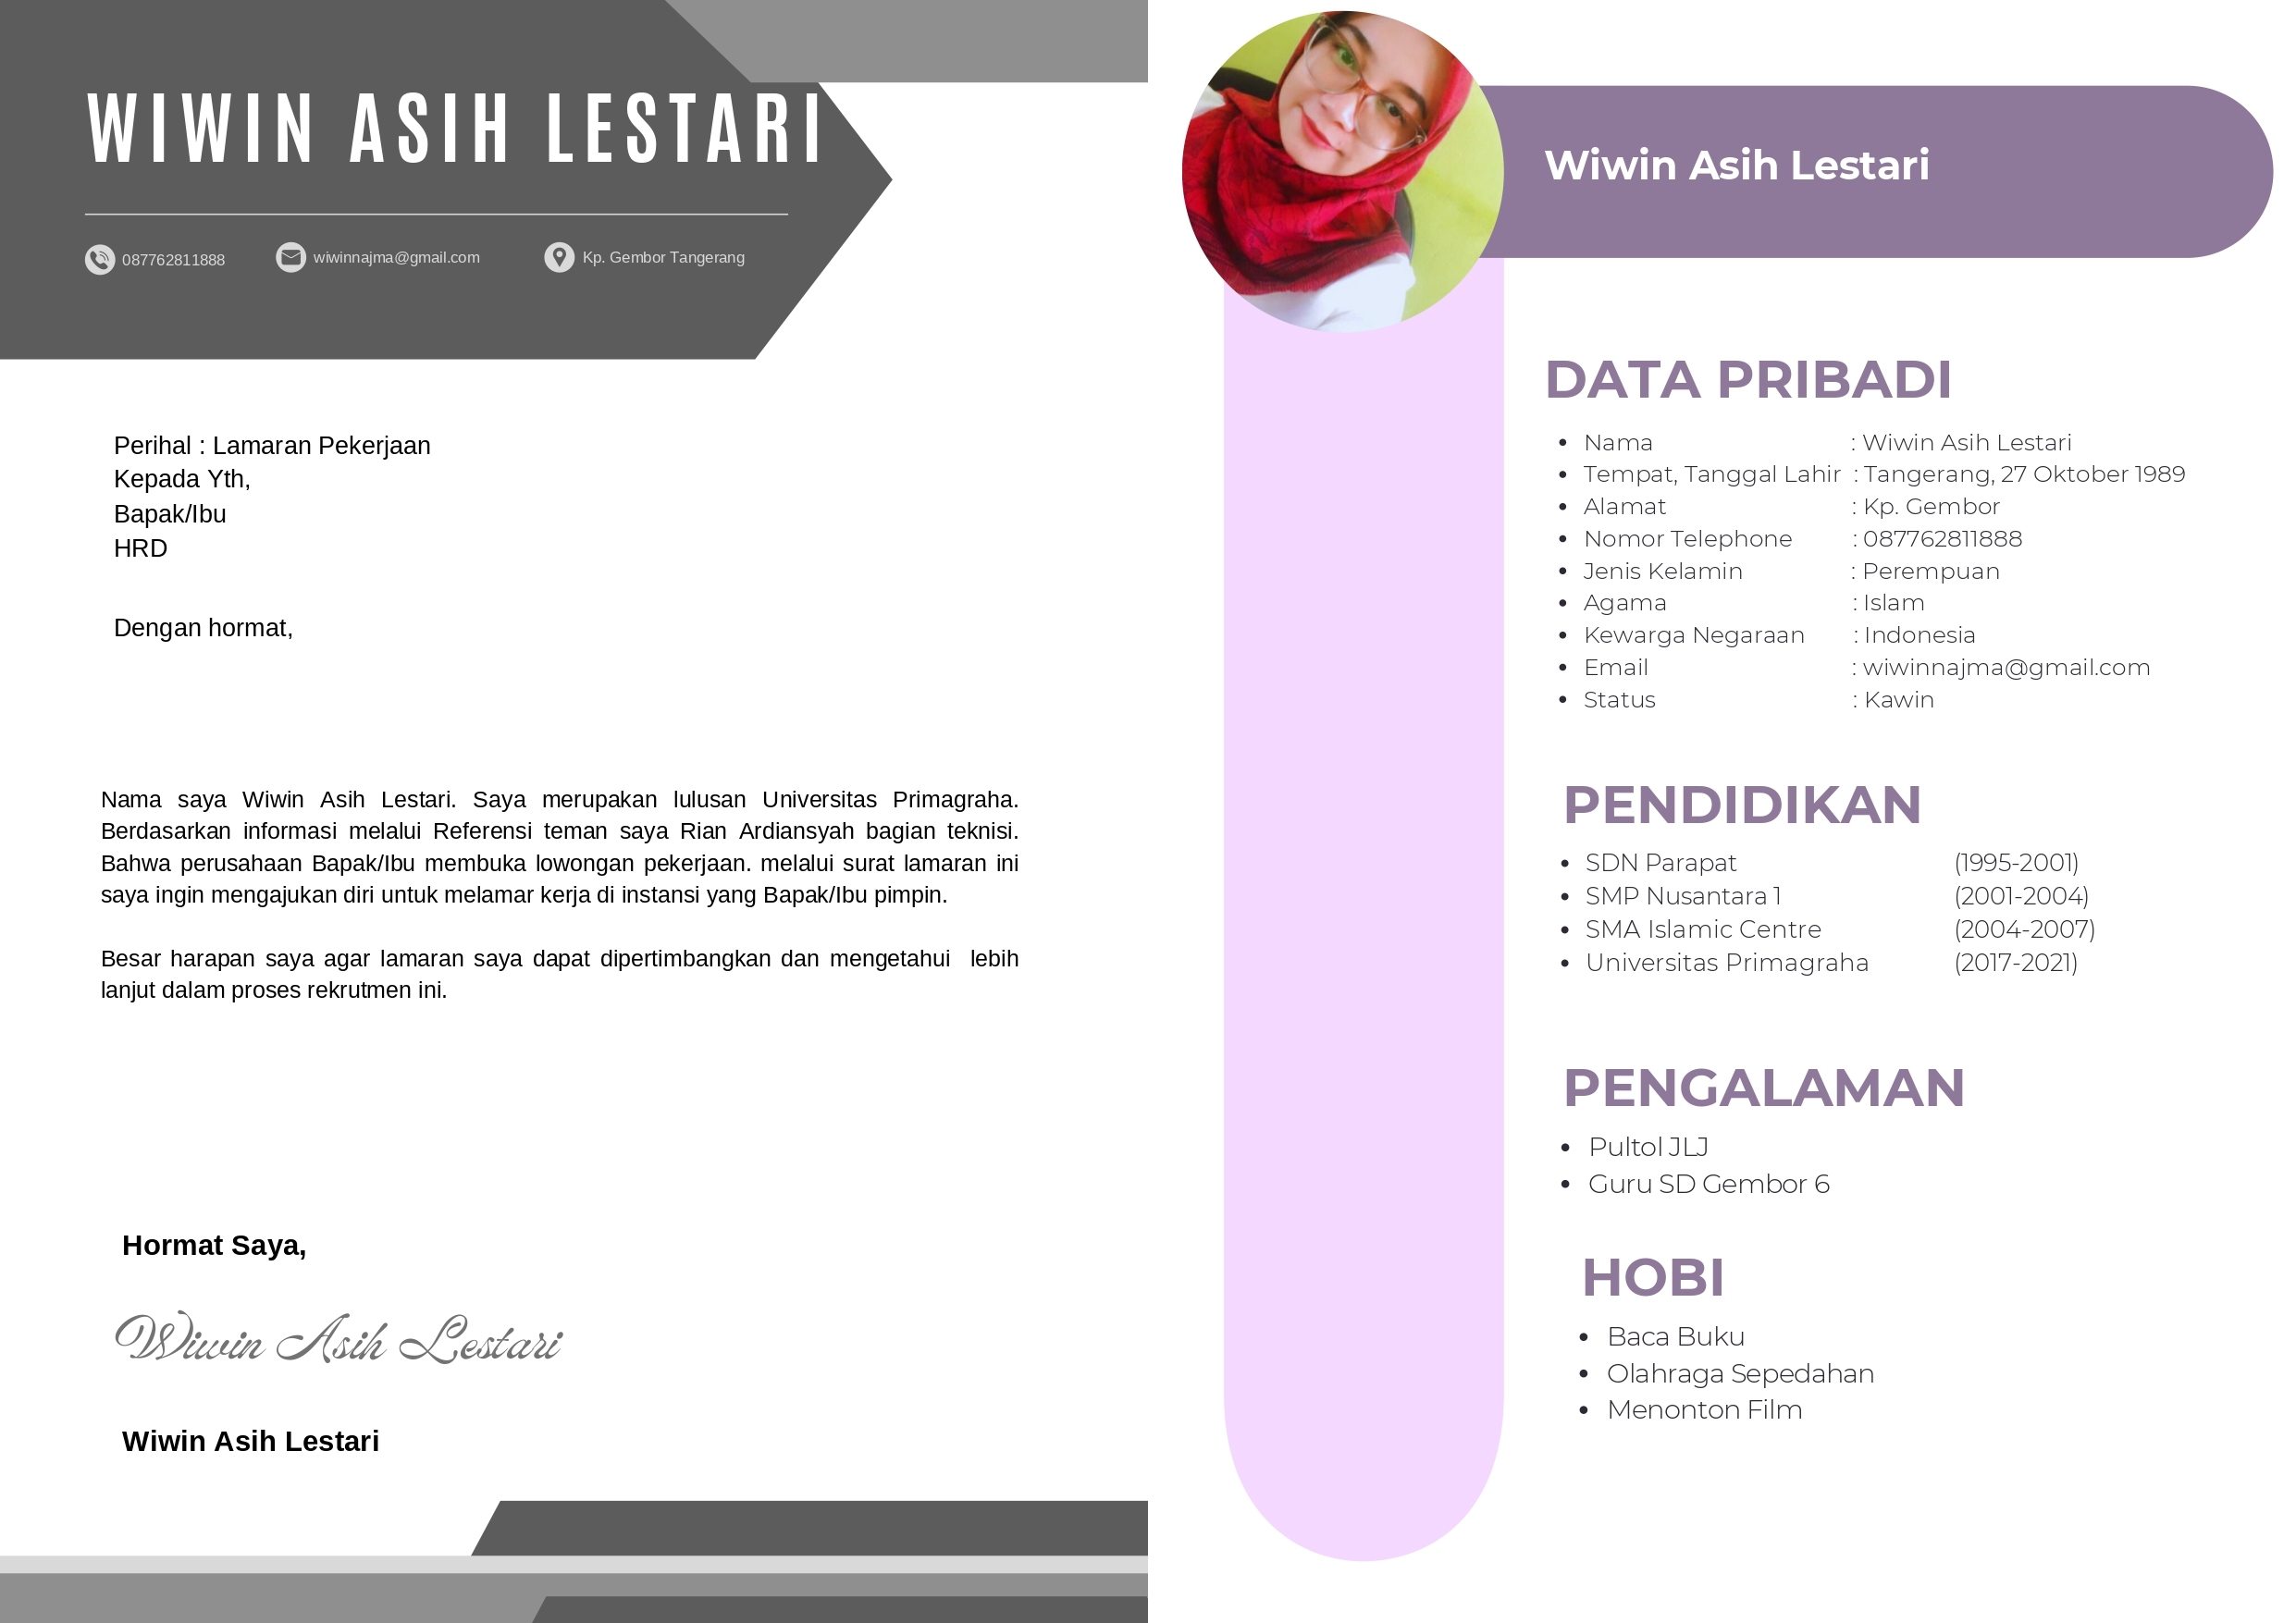 WIWIN ASIH LESTARI
087762811888
wiwinnajma@gmail.com
Kp. Gembor Tangerang
Perihal : Lamaran Pekerjaan
Kepada Yth,
Bapak/Ibu
HRD
Dengan hormat,
Nama saya Wiwin Asih Lestari. Saya merupakan lulusan Universitas Primagraha.
Berdasarkan informasi melalui Referensi teman saya Rian Ardiansyah bagian teknisi.
Bahwa perusahaan Bapak/Ibu membuka lowongan pekerjaan. melalui surat lamaran ini
saya ingin mengajukan diri untuk melamar kerja di instansi yang Bapak/Ibu pimpin.
Besar harapan saya agar lamaran saya dapat dipertimbangkan dan mengetahui lebih
lanjut dalam proses rekrutmen ini.
Hormat Saya,
Wiwin Asih Lestari
Wiwin Asih Lestari
Wiwin Asih Lestari
DATA PRIBADI
• Nama : Wiwin Asih Lestari
• Tempat, Tanggal Lahir : Tangerang, 27 Oktober 1989
• Alamat : Kp. Gembor
• Nomor Telephone : 087762811888
• Jenis Kelamin : Perempuan
• Agama : Islam
• Kewarga Negaraan : Indonesia
• Email : wiwinnajma@gmail.com
• Status : Kawin
PENDIDIKAN
• SDN Parapat (1995-2001)
• SMP Nusantara 1 (2001-2004)
• SMA Islamic Centre (2004-2007)
• Universitas Primagraha (2017-2021)
PENGALAMAN
• Pultol JLJ
• Guru SD Gembor 6
HOBI
• Baca Buku
• Olahraga Sepedahan
• Menonton Film